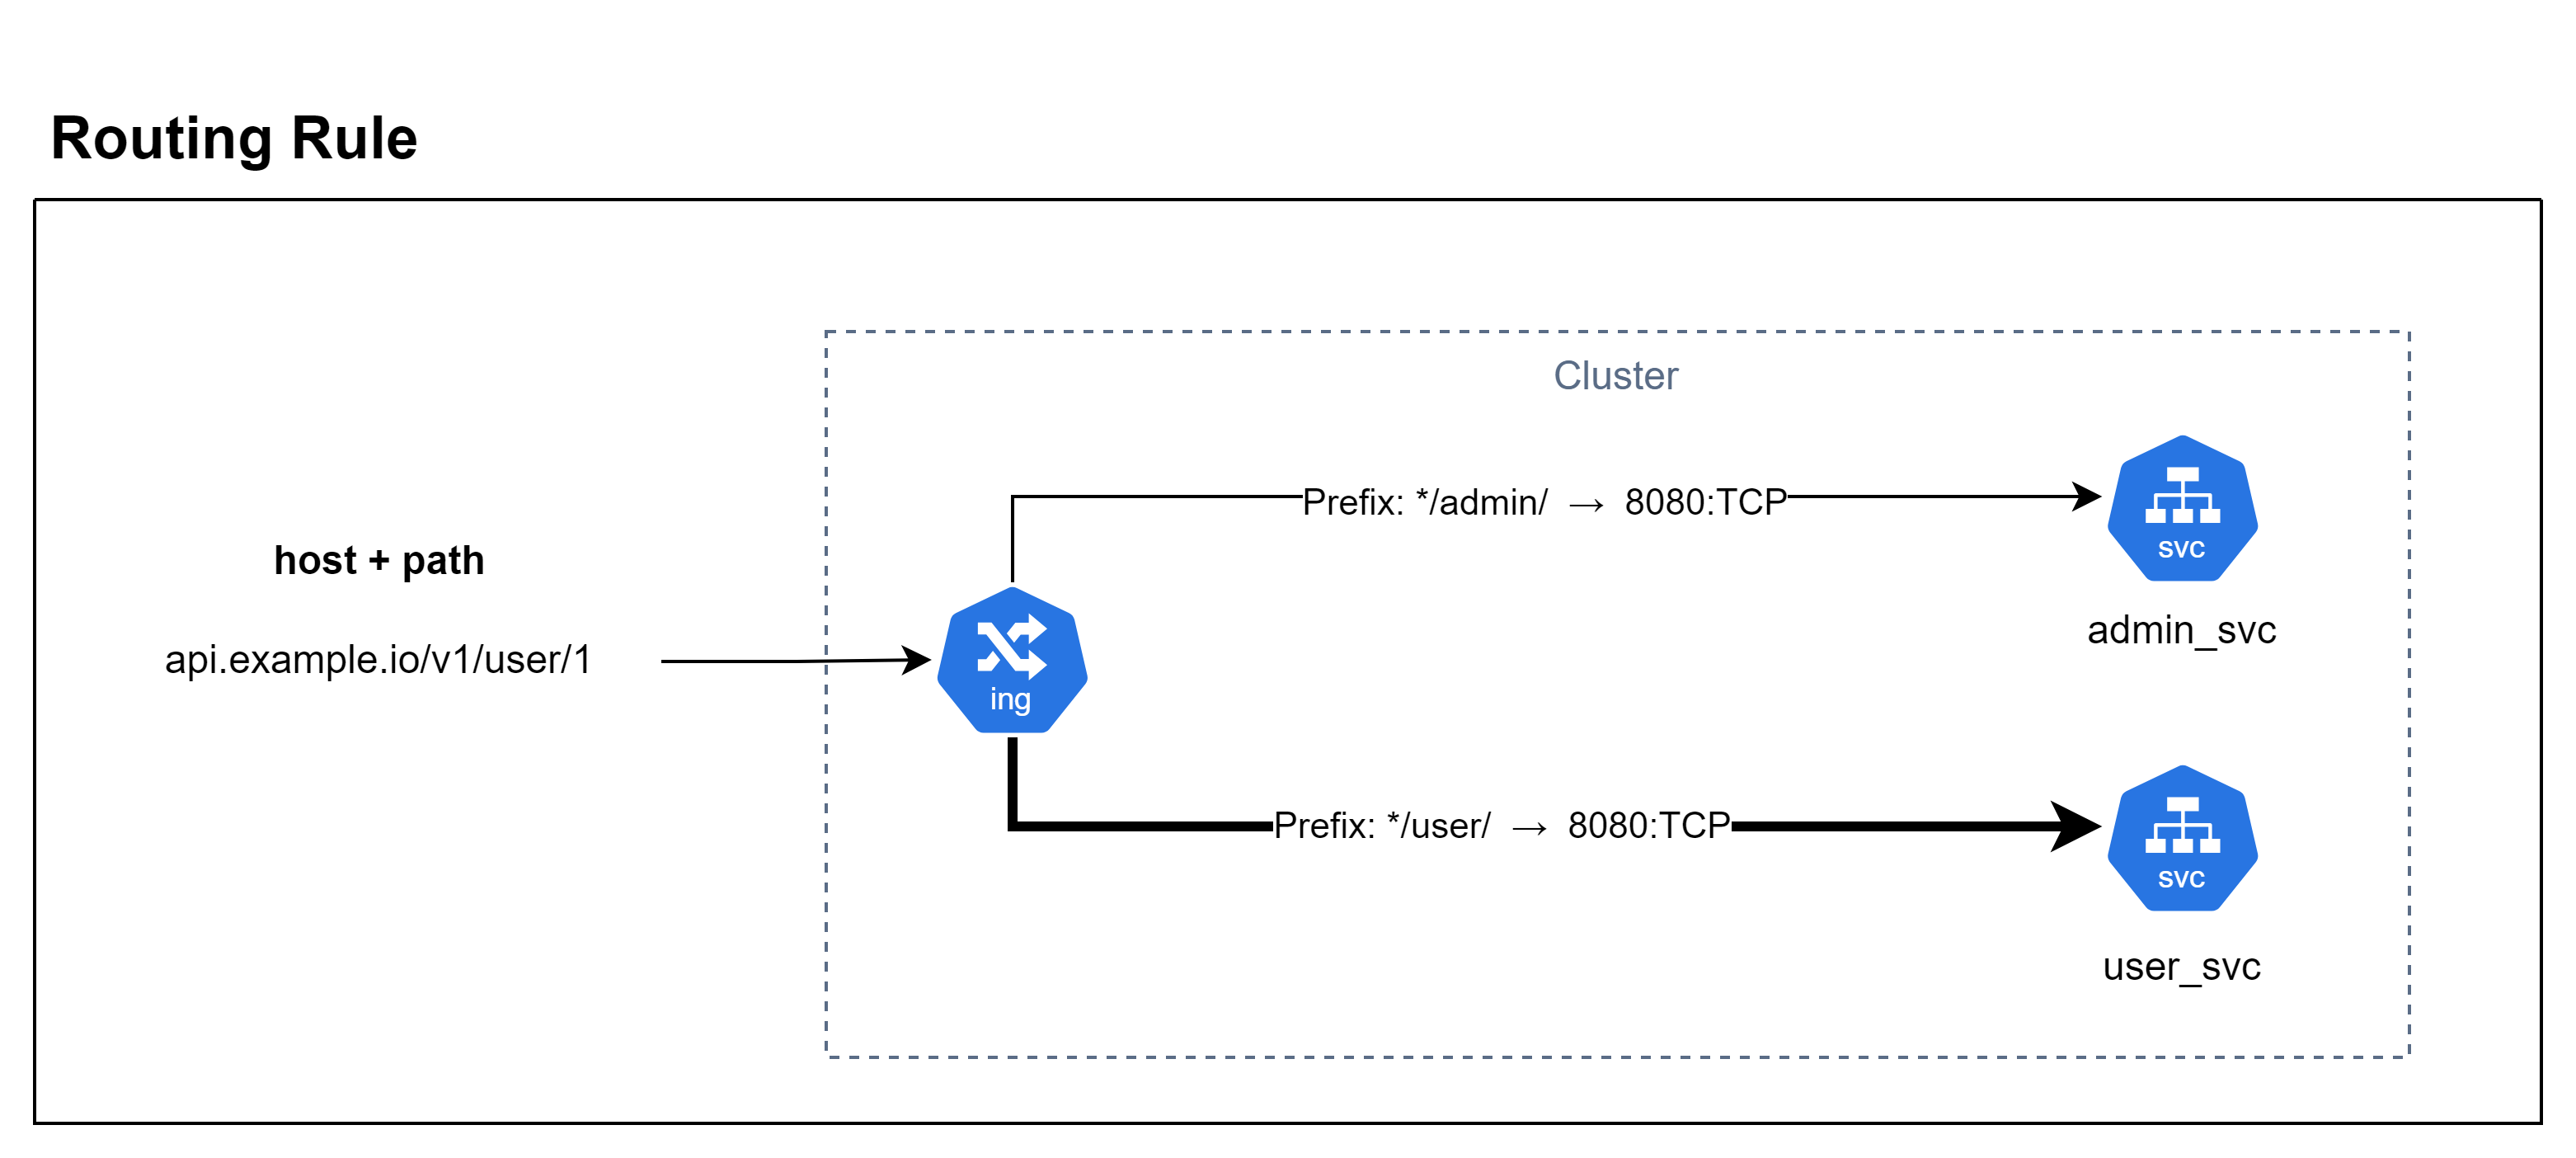 Routing Rule
Cluster
Prefix: */admin/ → 8080:TCP
svc
admin_svc
host + path
api.example.io/v1/user/1
ing
Prefix: */user/ → 8080:TCP
svc
user_svc